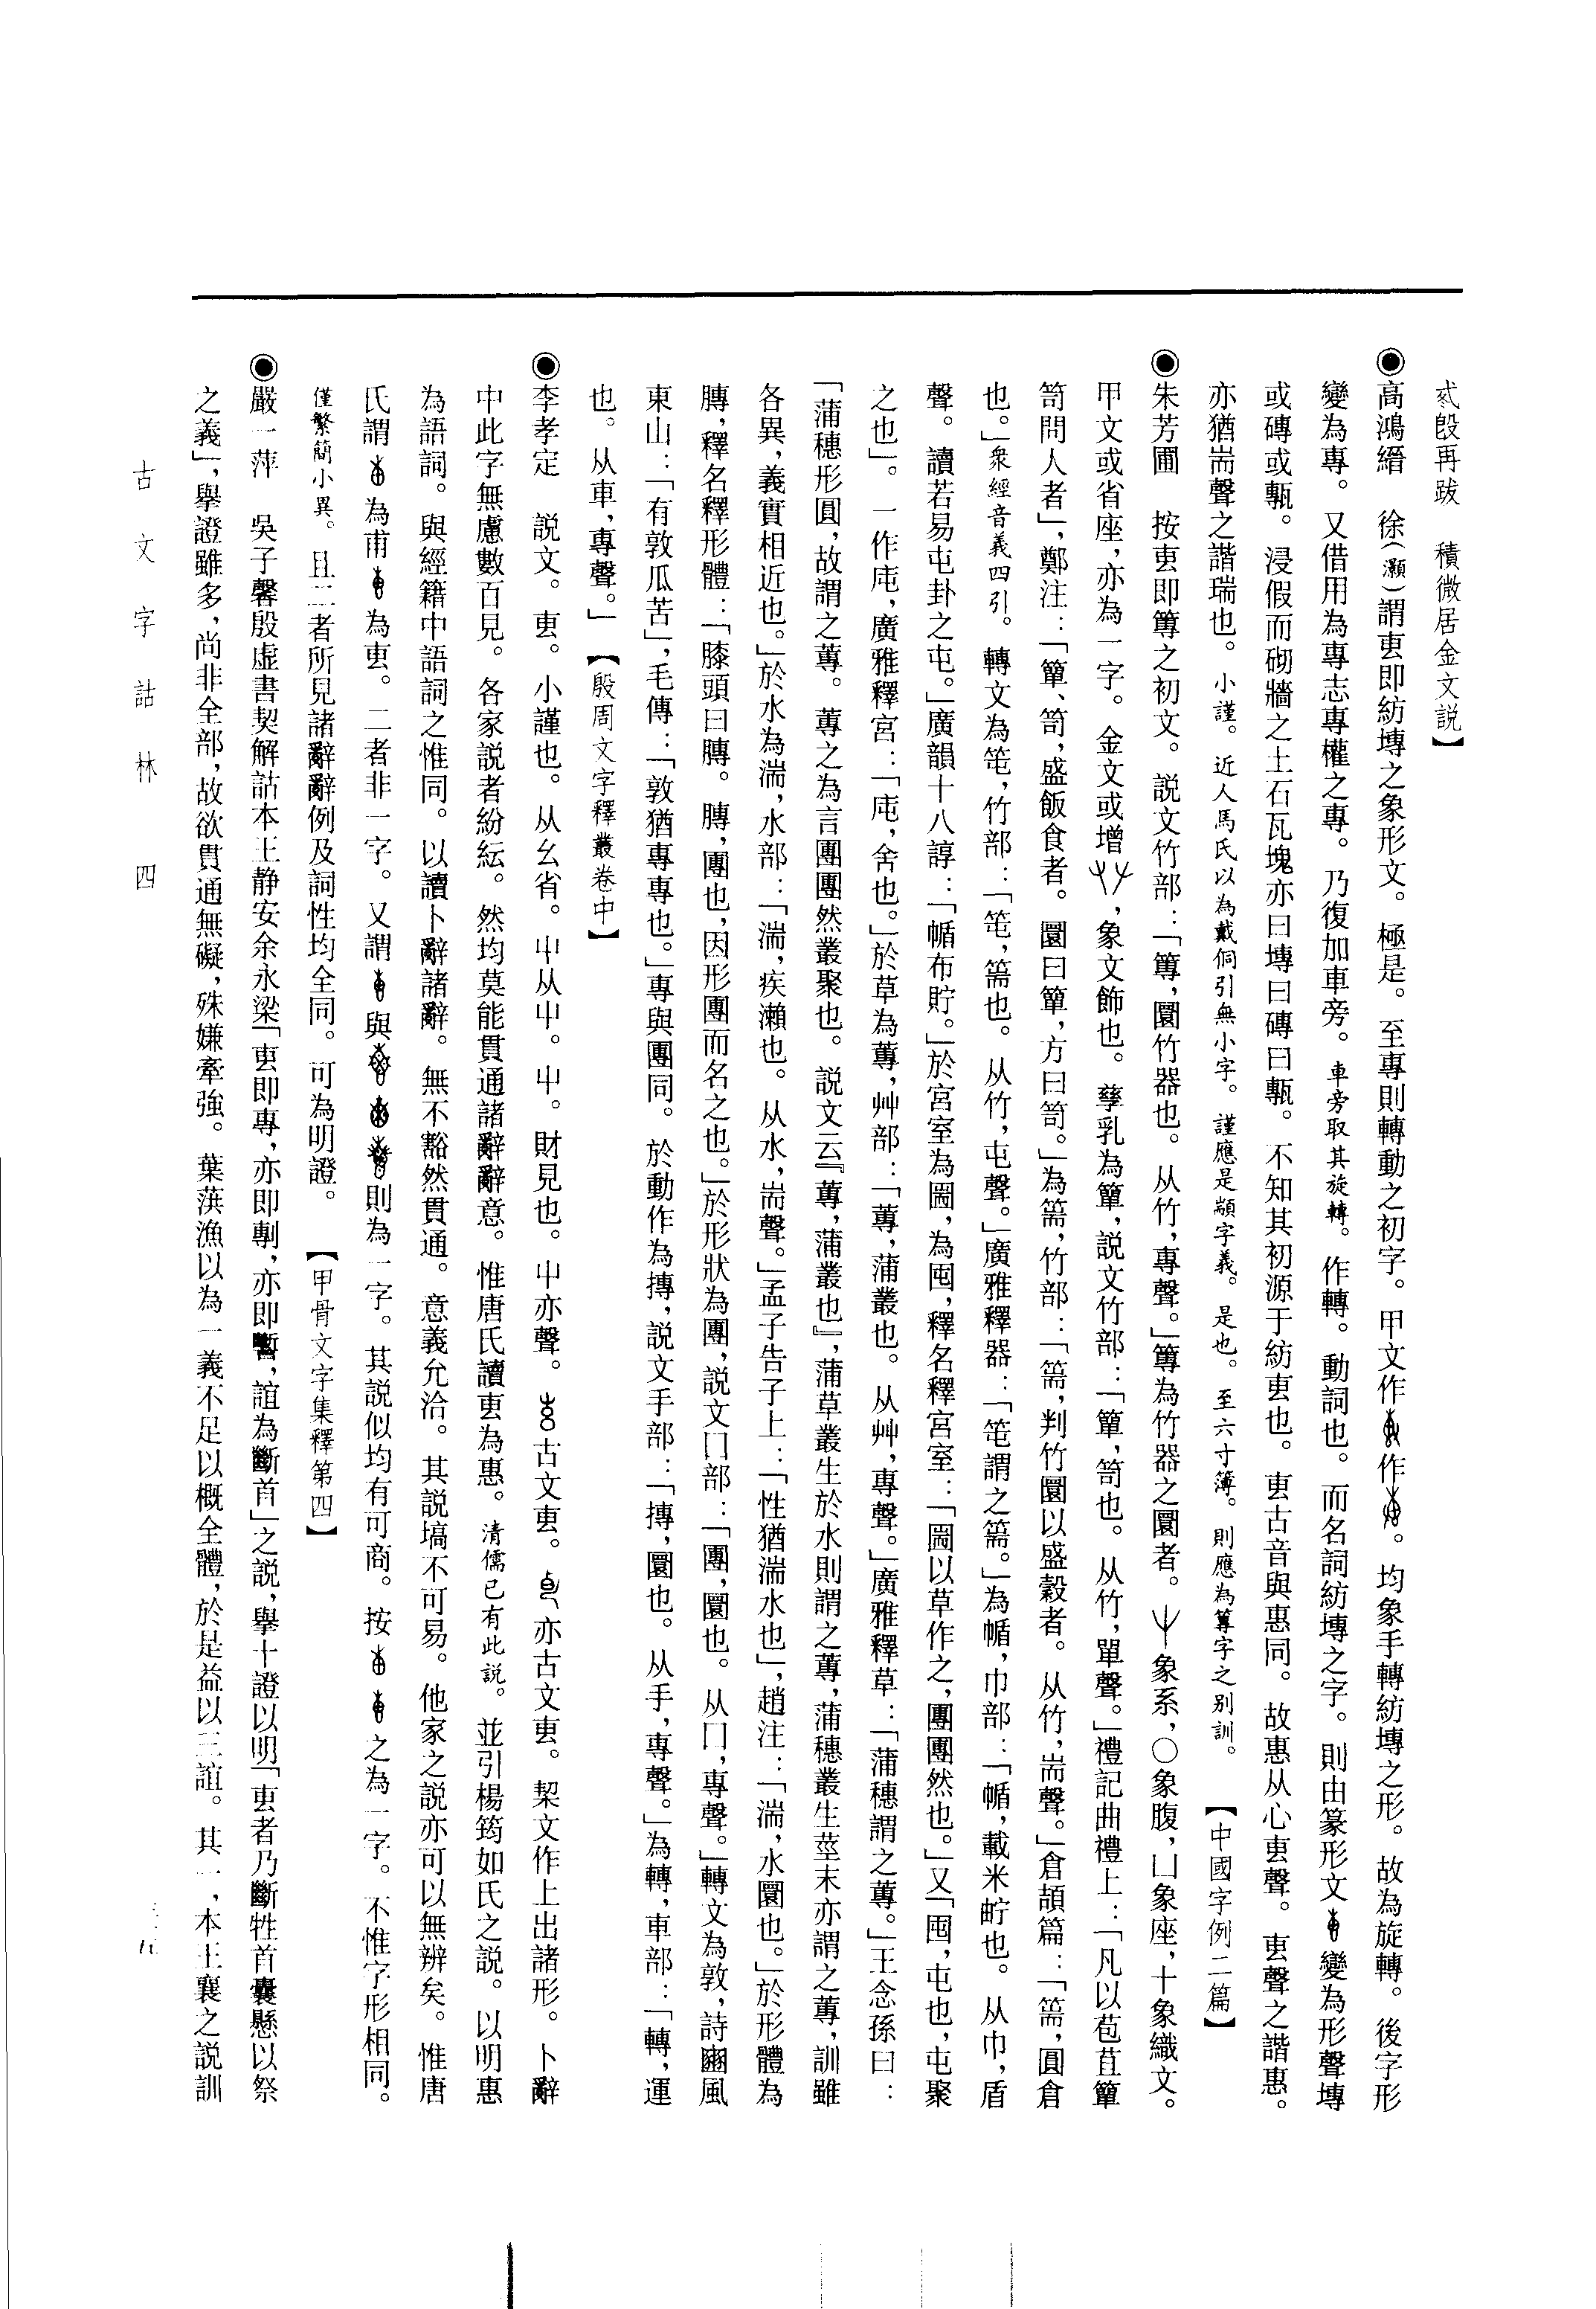 貳𣪘再跋　積微居金文説】
◉高鴻縉　徐（灝）謂叀即紡塼之象形文。極是。至專則轉動之初字。甲文作　作　。均象手轉紡塼之形。故為旋轉。後字形
變為專。又借用為專志專權之專。乃復加車旁。車旁取其旋轉。作轉。動詞也。而名詞紡塼之字。則由篆形文　變為形聲塼
或磚或甎。浸假而砌牆之土石瓦塊亦曰塼曰磚曰甎。不知其初源于紡叀也。叀古音與惠同。故惠从心叀聲。叀聲之諧惠。
亦猶耑聲之諧瑞也。小謹。近人馬氏以為戴侗引無小字。謹應是顓字義。是也。至六寸簿。則應為篿字之別訓。【中國字例二篇】
◉朱芳圃　按叀即篿之初文。説文竹部：「篿，圜竹器也。从竹，專聲。」篿為竹器之圜者。　象系，○象腹，凵象座，十象織文。
甲文或省座，亦為一字。金文或增　，象文飾也。孳乳為簞，説文竹部：「簞，笥也。从竹，單聲。」禮記曲禮上：「凡以苞苴簞
笥問人者」，鄭注：「簞、笥，盛飯食者。圜曰簞，方曰笥。」為篅，竹部：「篅，判竹圜以盛穀者。从竹，耑聲。」倉頡篇：「篅，圓倉
也。」衆經音義四引。轉文為笹，竹部：「笹，篅也。从竹，屯聲。」廣雅釋器：「笹謂之篅。」為㡒，巾部：「㡒，載米貯也。从巾，盾
聲。讀若易屯卦之屯。」廣韻十八諄：「㡒布貯。」於宮室為圌，為囤，釋名釋宮室：「圌以草作之，團團然也。」又「囤，屯也，屯聚
之也」。一作庉，廣雅釋宮：「庉，舍也。」於草為蓴，艸部：「蓴，蒲叢也。从艸，專聲。」廣雅釋草：「蒲穗謂之蓴。」王念孫曰：
「蒲穗形圓，故謂之蓴。蓴之為言團團然叢聚也。説文云『蓴，蒲叢也』，蒲草叢生於水則謂之蓴，蒲穗叢生莖末亦謂之蓴，訓雖
各異，義實相近也。」於水為湍，水部：「湍，疾瀨也。从水，耑聲。」孟子告子上：「性猶湍水也」，趙注：「湍，水圜也。」於形體為
膞，釋名釋形體：「膝頭曰膞。膞，團也，因形團而名之也。」於形狀為團，説文囗部：「團，圜也。从囗，專聲。」轉文為敦，詩豳風
東山：「有敦瓜苦」，毛傳：「敦猶專專也。」專與團同。於動作為摶，説文手部：「摶，圜也。从手，專聲。」為轉，車部：「轉，運
也。从車，專聲。」【殷周文字釋叢卷中】
◉李孝定　説文。叀。小謹也。从幺省。屮从屮。屮。財見也。屮亦聲。　古文叀。　亦古文叀。栔文作上出諸形。卜辭
中此字無慮數百見。各家説者紛紜。然均莫能貫通諸辭辭意。惟唐氏讀叀為惠。清儒已有此説。並引楊筠如氏之説。以明惠
為語詞。與經籍中語詞之惟同。以讀卜辭諸辭。無不豁然貫通。意義允洽。其説塙不可易。他家之説亦可以無辨矣。惟唐
氏謂　為甫　為叀。二者非一字。又謂　與　則為一字。其説似均有可商。按　　之為一字。不惟字形相同。
僅繁簡小異。且二者所見諸辭辭例及詞性均全同。可為明證。【甲骨文字集釋第四】
◉嚴一萍　吳子馨殷虛書契解詁本王静安余永梁「叀即專，亦即剸，亦即蹔，誼為斷首」之説，舉十證以明「叀者乃斷牲首囊懸以祭
之義」，舉證雖多，尚非全部，故欲貫通無礙，殊嫌牽強。葉葓漁以為一義不足以概全體，於是益以三誼。其一，本王襄之説訓
古文字詁林　四